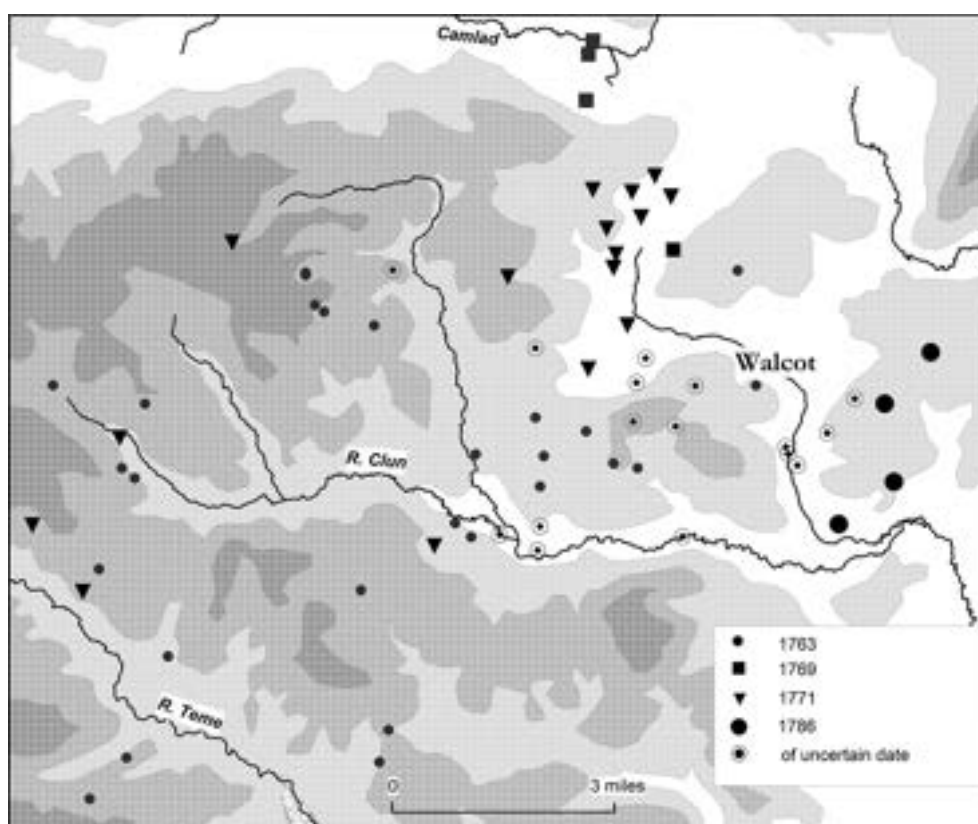 Camlad
Walcot
R. Clun
R. Teme
0 3 miles
1763
1769
1771
1786
of uncertain date